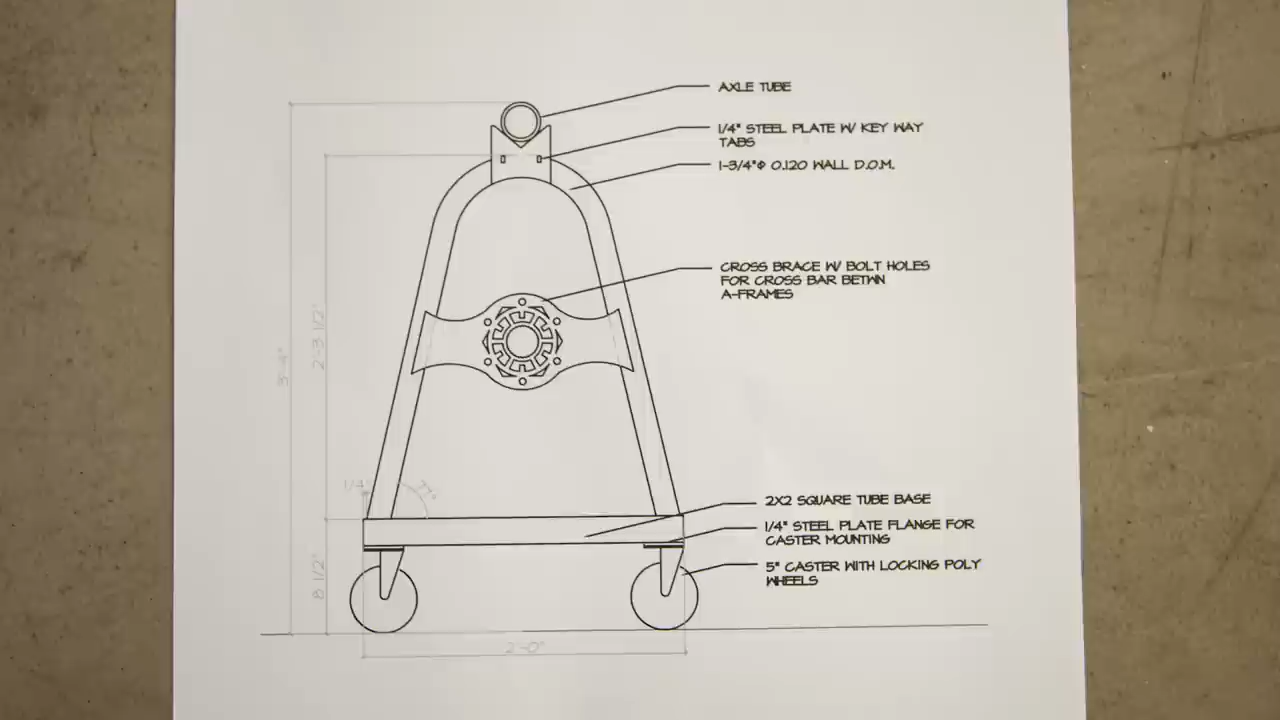 AXLE TUBE
1/4" STEEL PLATE W/ KEY WAY
TABS
1-3/4"Φ 0.120 WALL D.O.M.
CROSS BRACE W/ BOLT HOLES
FOR CROSS BAR BETWN
A-FRAMES
2'-3 1/2"
3'-4"
1/4"
77°
2X2 SQUARE TUBE BASE
1/4" STEEL PLATE FLANGE FOR
CASTER MOUNTING
5" CASTER WITH LOCKING POLY
WHEELS
8 1/2"
2'-0"